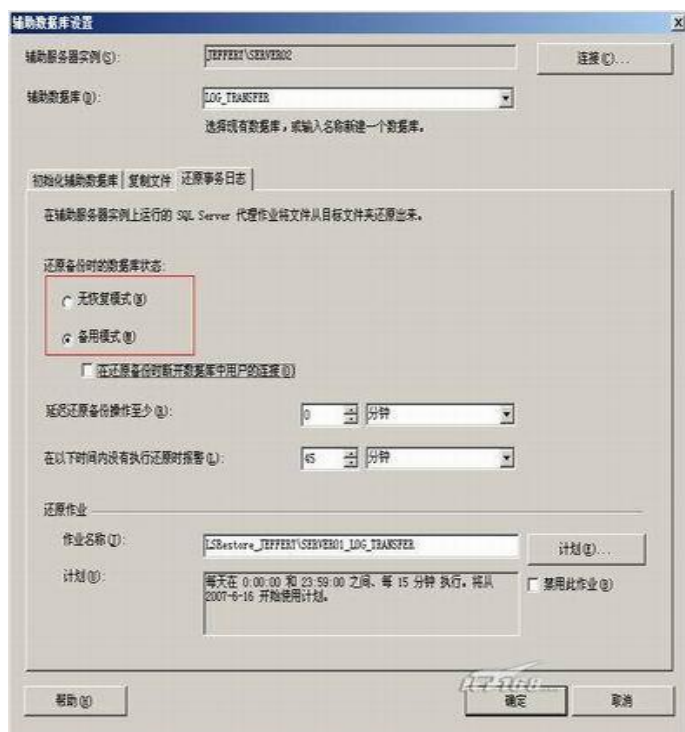 辅助数据库设置
辅助服务器实例(S):
JEFFERY\SERVER02
连接(C)...
辅助数据库(D):
LOG_TRANSFER
选择现有数据库，或输入名称新建一个数据库。
初始化辅助数据库 复制文件 还原事务日志
在辅助服务器实例上运行的 SQL Server 代理作业将文件从目标文件夹还原出来。
还原备份时的数据库状态:
无恢复模式(N)
备用模式(M)
在还原备份时断开数据库中用户的连接(D)
延迟还原备份操作至少(R):
0 分钟
在以下时间内没有执行还原时报警(L):
45 分钟
还原作业
作业名称(T):
LSRestore_JEFFERY\SERVER01_LOG_TRANSFER
计划(E)...
计划(U):
每天在 0:00:00 和 23:59:00 之间、每 15 分钟 执行。将从
2007-6-16 开始使用计划。
禁用此作业(B)
帮助(H)
确定
取消